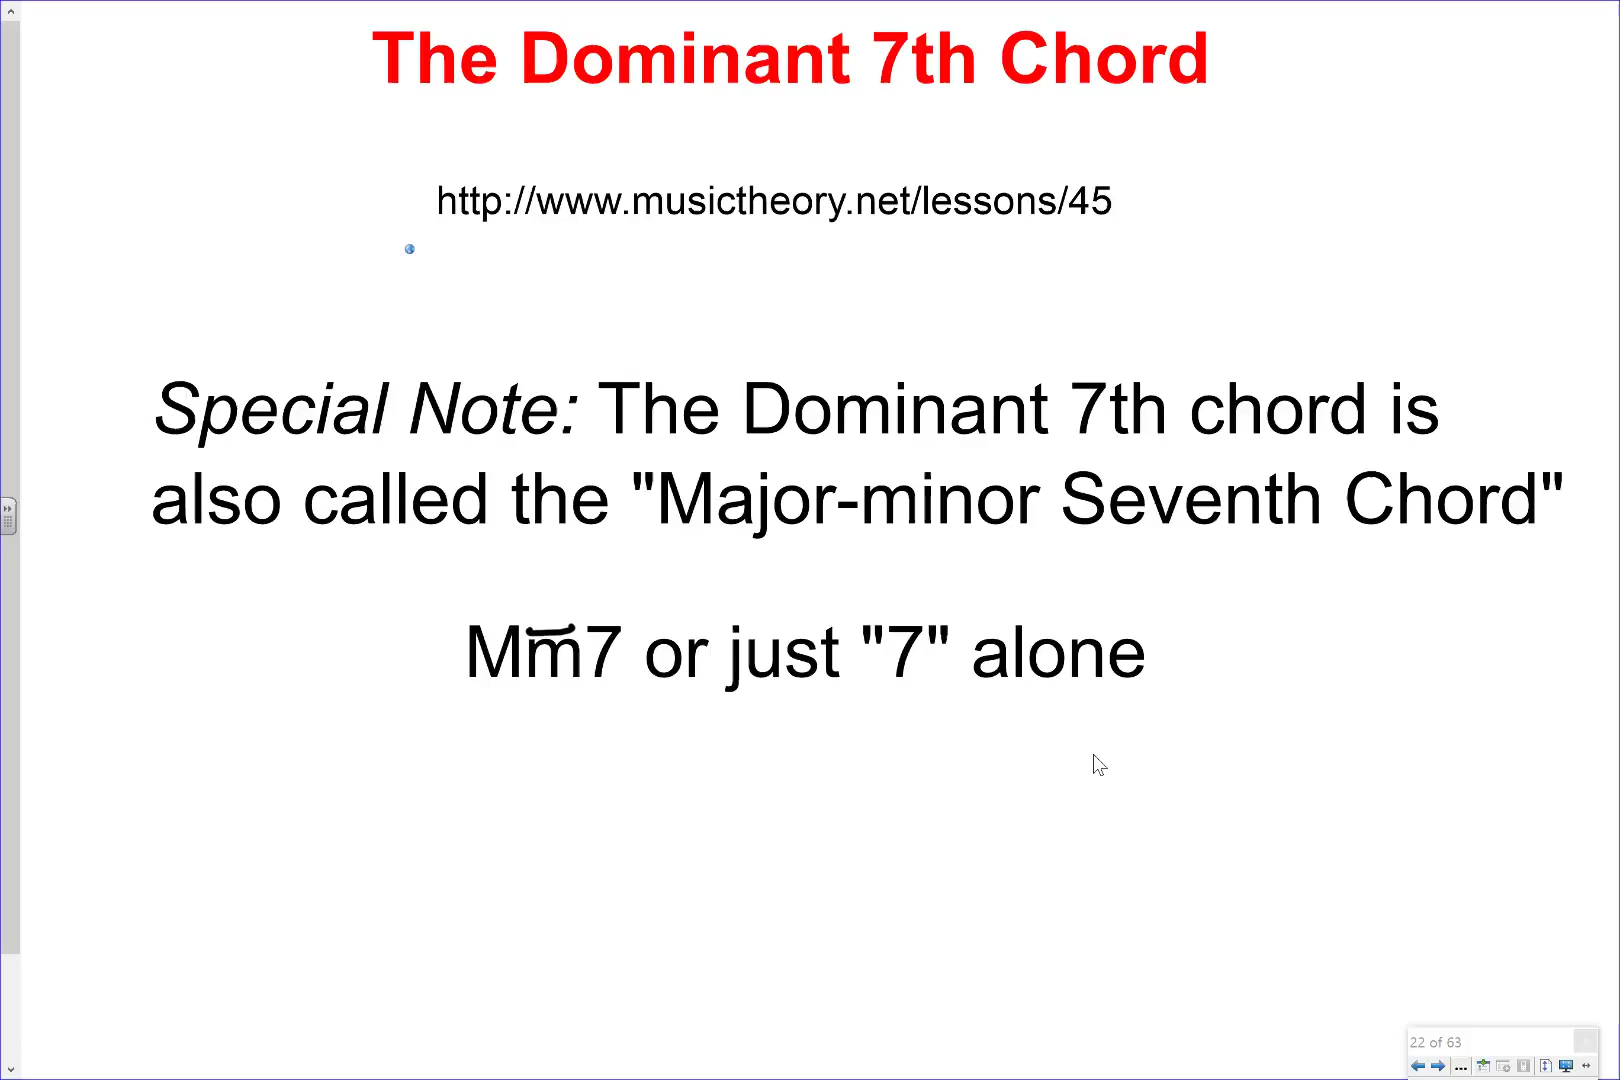 The Dominant 7th Chord
http://www.musictheory.net/lessons/45
Special Note: The Dominant 7th chord is
also called the "Major-minor Seventh Chord"
Mm7 or just "7" alone
22 of 63